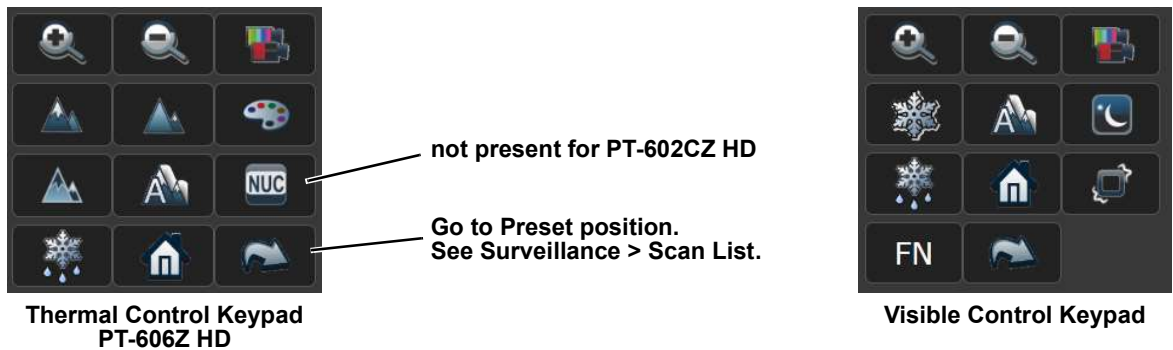 A
NUC
not present for PT-602CZ HD
Go to Preset position.
See Surveillance > Scan List.
Thermal Control Keypad
PT-606Z HD
A
FN
Visible Control Keypad